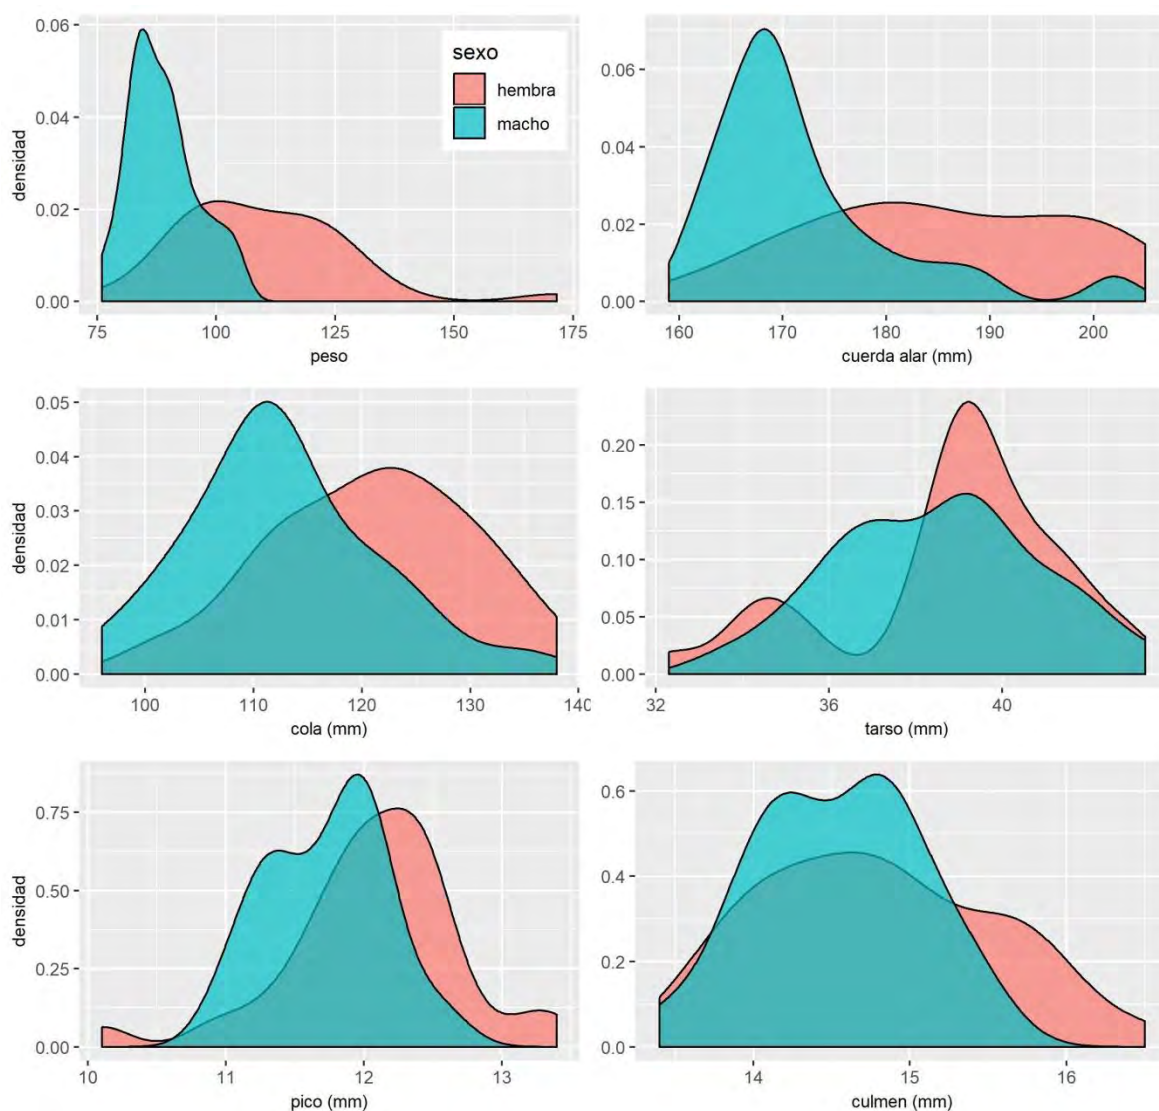 sexo
hembra
macho
densidad
0.06
0.04
0.02
0.00
75 100 125 150 175
peso
0.06
0.04
0.02
0.00
160 170 180 190 200
cuerda alar (mm)
densidad
0.05
0.04
0.03
0.02
0.01
0.00
100 110 120 130 140
cola (mm)
0.20
0.15
0.10
0.05
0.00
32 36 40
tarso (mm)
densidad
0.75
0.50
0.25
0.00
10 11 12 13
pico (mm)
0.6
0.4
0.2
0.0
14 15 16
culmen (mm)